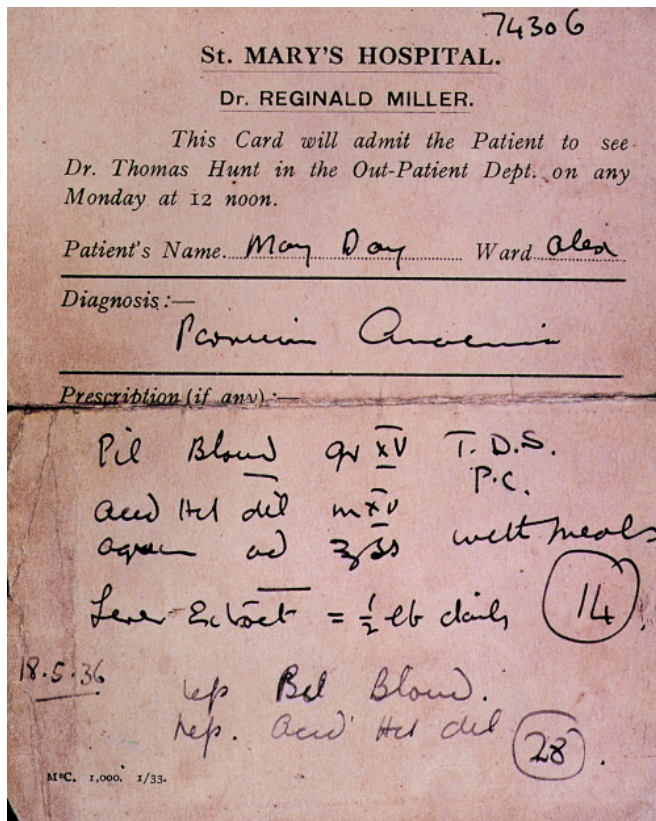 74306
St. MARY'S HOSPITAL.
Dr. REGINALD MILLER.
This Card will admit the Patient to see
Dr. Thomas Hunt in the Out-Patient Dept. on any
Monday at 12 noon.
Patient's Name. May Day Ward Alex
Diagnosis:—
Anaemia
Prescribtion (if any):—
Pil Blaud gr XV T.D.S.
P.C.
Acid Hcl dil m XV
ad ℥ss with meals
Liver Extract = ½ lb daily 14
18.5.36 rep Pil Blaud.
Rep. Acid Hcl dil 28
McC. 1,000. 1/33.